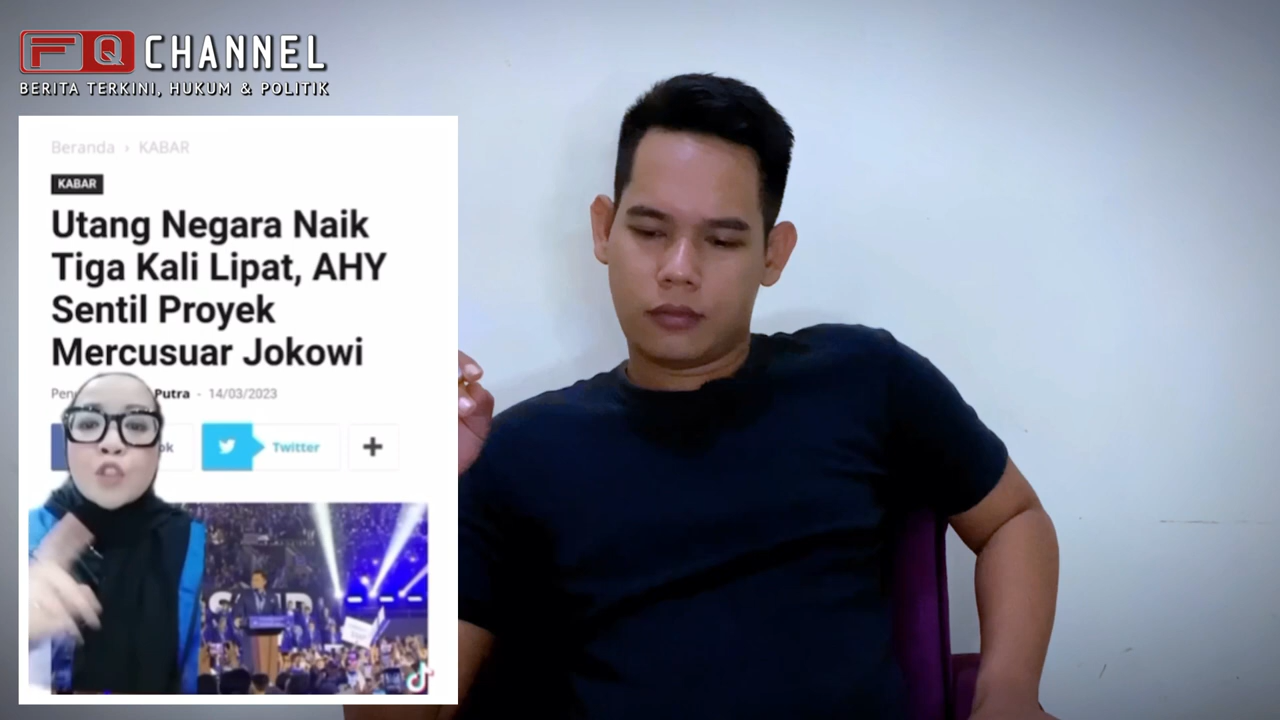 FQ CHANNEL
BERITA TERKINI, HUKUM & POLITIK
Beranda › KABAR
KABAR
Utang Negara Naik
Tiga Kali Lipat, AHY
Sentil Proyek
Mercusuar Jokowi
Putra - 14/03/2023
Twitter +